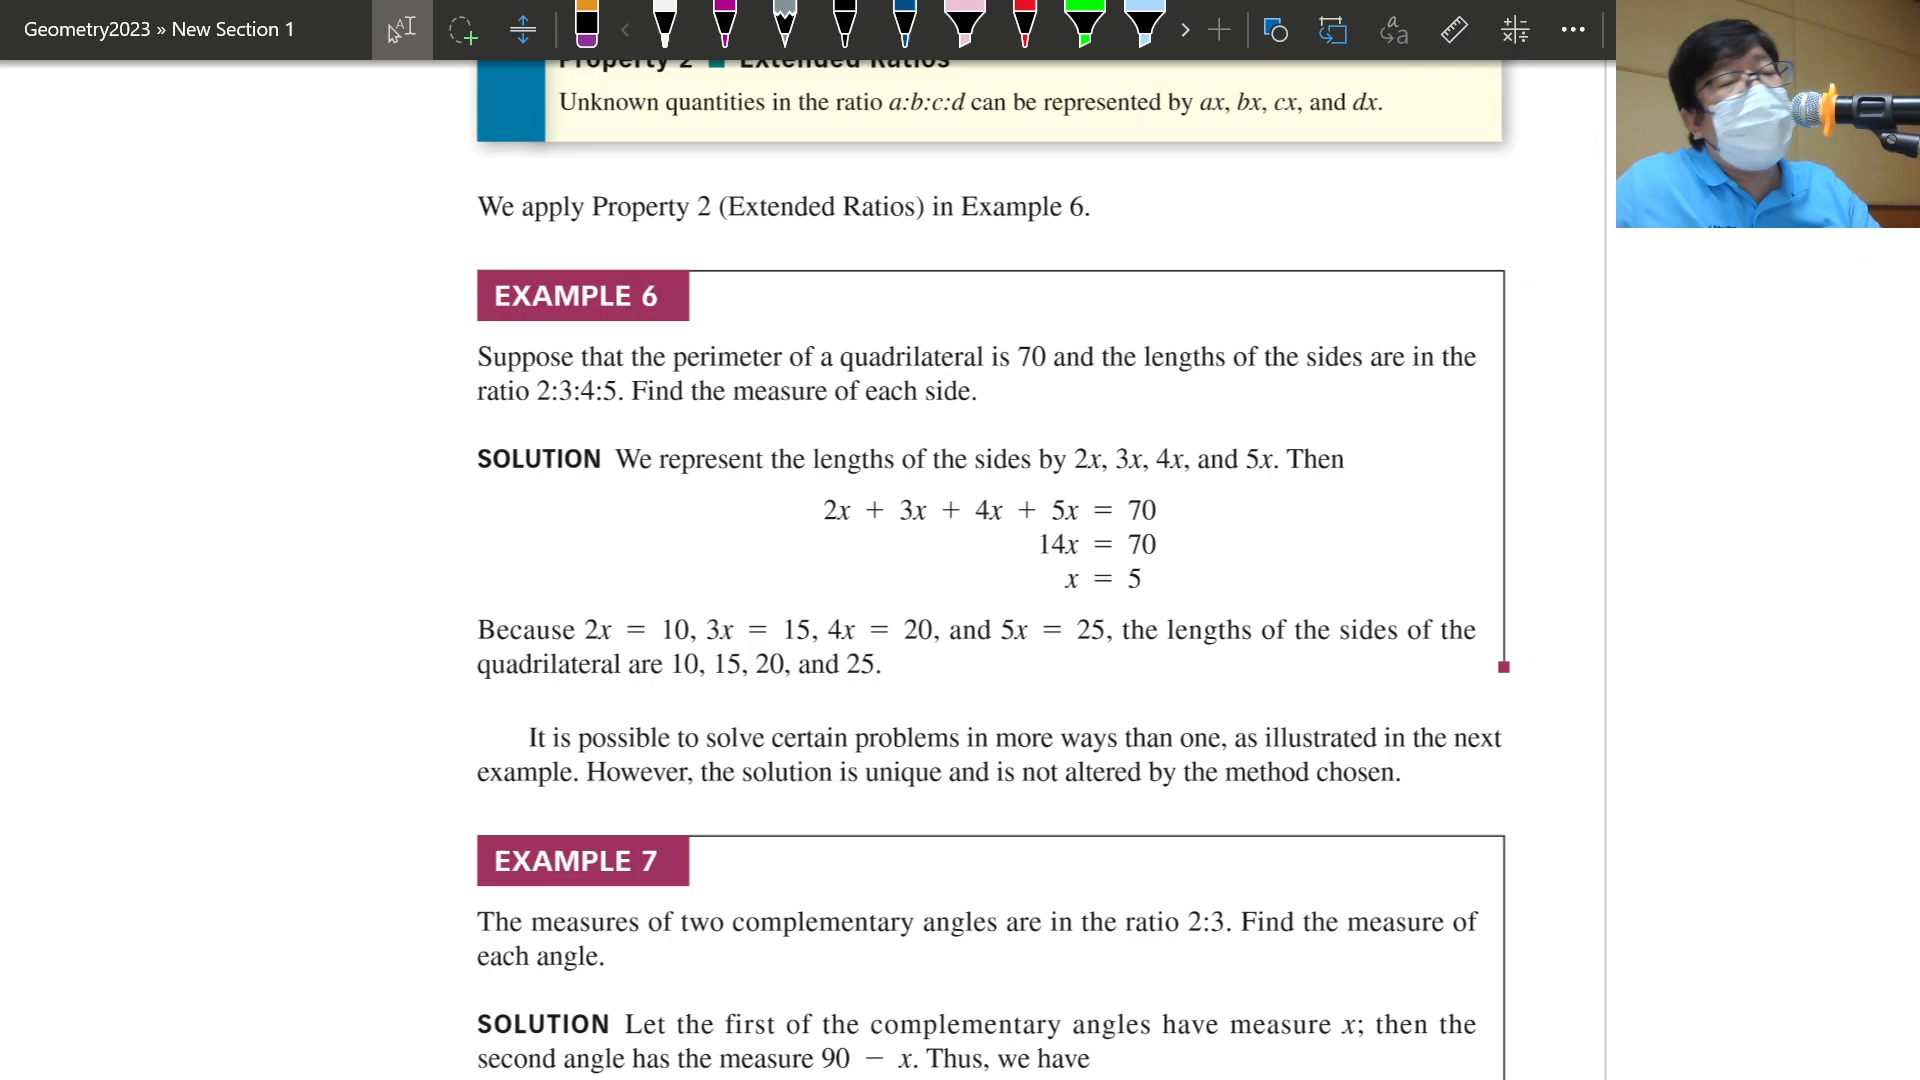 Geometry2023 » New Section 1
Property 2 ■ Extended Ratios
Unknown quantities in the ratio a:b:c:d can be represented by ax, bx, cx, and dx.
We apply Property 2 (Extended Ratios) in Example 6.
EXAMPLE 6
Suppose that the perimeter of a quadrilateral is 70 and the lengths of the sides are in the
ratio 2:3:4:5. Find the measure of each side.
SOLUTION We represent the lengths of the sides by 2x, 3x, 4x, and 5x. Then
2x + 3x + 4x + 5x = 70
14x = 70
x = 5
Because 2x = 10, 3x = 15, 4x = 20, and 5x = 25, the lengths of the sides of the
quadrilateral are 10, 15, 20, and 25.
It is possible to solve certain problems in more ways than one, as illustrated in the next
example. However, the solution is unique and is not altered by the method chosen.
EXAMPLE 7
The measures of two complementary angles are in the ratio 2:3. Find the measure of
each angle.
SOLUTION Let the first of the complementary angles have measure x; then the
second angle has the measure 90 − x. Thus, we have